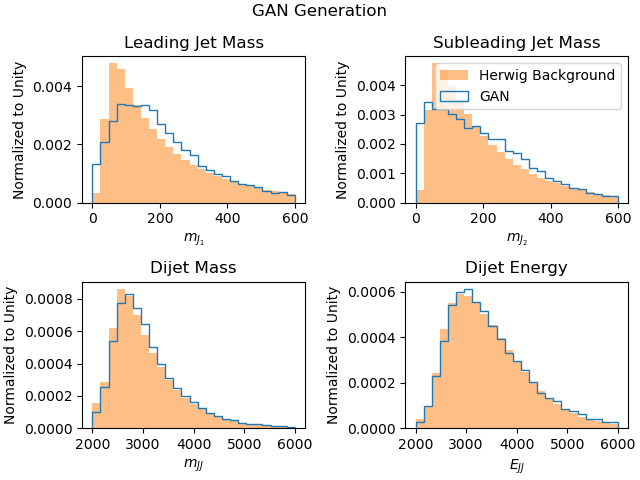 GAN Generation
Leading Jet Mass
Normalized to Unity
0.004
0.002
0.000
0 200 400 600
m_{J_1}
Subleading Jet Mass
Herwig Background
GAN
Normalized to Unity
0.004
0.003
0.002
0.001
0.000
0 200 400 600
m_{J_2}
Dijet Mass
Normalized to Unity
0.0008
0.0006
0.0004
0.0002
0.0000
2000 3000 4000 5000 6000
m_{JJ}
Dijet Energy
Normalized to Unity
0.0006
0.0004
0.0002
0.0000
2000 3000 4000 5000 6000
E_{JJ}